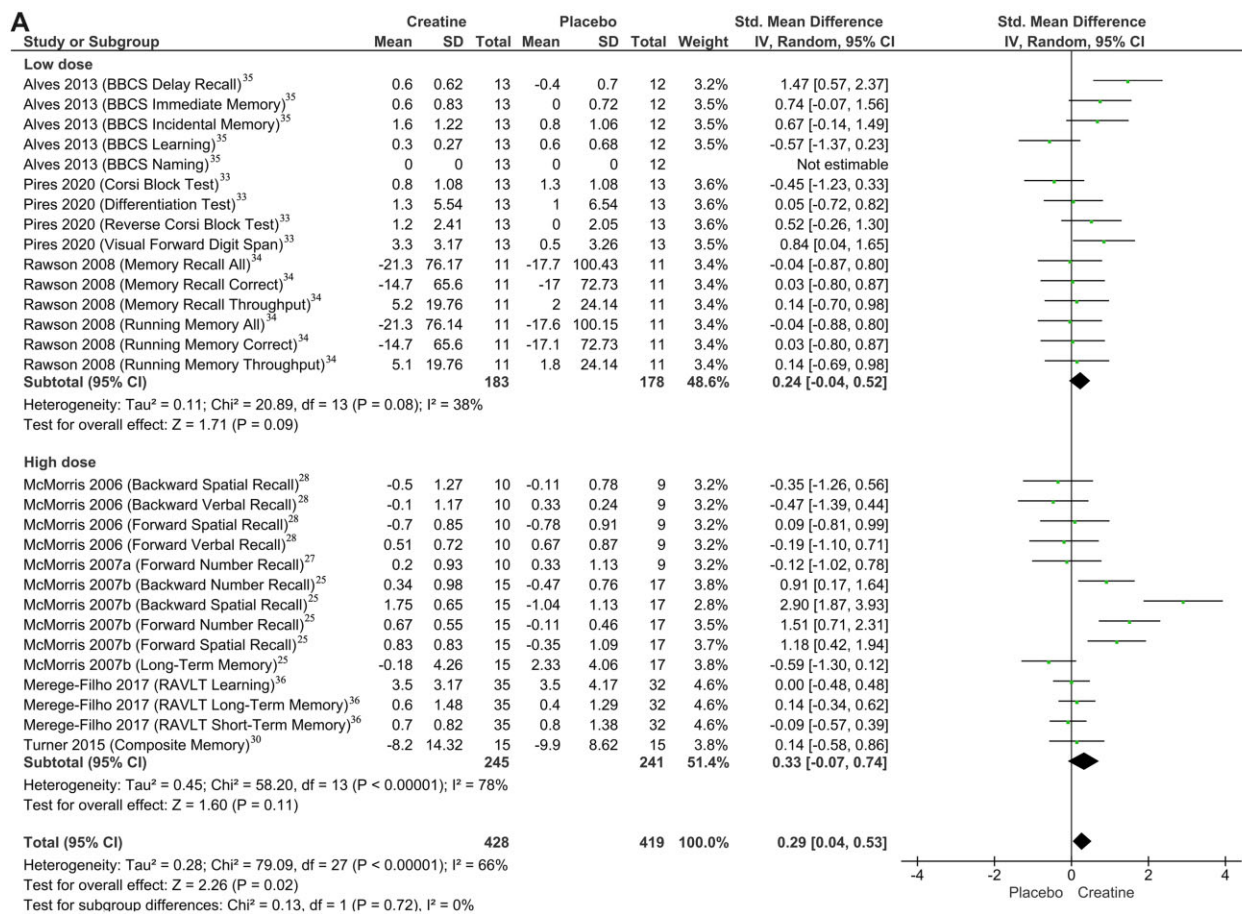 A
Creatine Placebo Std. Mean Difference Std. Mean Difference
Study or Subgroup Mean SD Total Mean SD Total Weight IV, Random, 95% CI IV, Random, 95% CI
Low dose
Alves 2013 (BBCS Delay Recall)³⁵ 0.6 0.62 13 -0.4 0.7 12 3.2% 1.47 [0.57, 2.37]
Alves 2013 (BBCS Immediate Memory)³⁵ 0.6 0.83 13 0 0.72 12 3.5% 0.74 [-0.07, 1.56]
Alves 2013 (BBCS Incidental Memory)³⁵ 1.6 1.22 13 0.8 1.06 12 3.5% 0.67 [-0.14, 1.49]
Alves 2013 (BBCS Learning)³⁵ 0.3 0.27 13 0.6 0.68 12 3.5% -0.57 [-1.37, 0.23]
Alves 2013 (BBCS Naming)³⁵ 0 0 13 0 0 12 Not estimable
Pires 2020 (Corsi Block Test)³³ 0.8 1.08 13 1.3 1.08 13 3.6% -0.45 [-1.23, 0.33]
Pires 2020 (Differentiation Test)³³ 1.3 5.54 13 1 6.54 13 3.6% 0.05 [-0.72, 0.82]
Pires 2020 (Reverse Corsi Block Test)³³ 1.2 2.41 13 0 2.05 13 3.6% 0.52 [-0.26, 1.30]
Pires 2020 (Visual Forward Digit Span)³³ 3.3 3.17 13 0.5 3.26 13 3.5% 0.84 [0.04, 1.65]
Rawson 2008 (Memory Recall All)³⁴ -21.3 76.17 11 -17.7 100.43 11 3.4% -0.04 [-0.87, 0.80]
Rawson 2008 (Memory Recall Correct)³⁴ -14.7 65.6 11 -17 72.73 11 3.4% 0.03 [-0.80, 0.87]
Rawson 2008 (Memory Recall Throughput)³⁴ 5.2 19.76 11 2 24.14 11 3.4% 0.14 [-0.70, 0.98]
Rawson 2008 (Running Memory All)³⁴ -21.3 76.14 11 -17.6 100.15 11 3.4% -0.04 [-0.88, 0.80]
Rawson 2008 (Running Memory Correct)³⁴ -14.7 65.6 11 -17.1 72.73 11 3.4% 0.03 [-0.80, 0.87]
Rawson 2008 (Running Memory Throughput)³⁴ 5.1 19.76 11 1.8 24.14 11 3.4% 0.14 [-0.69, 0.98]
Subtotal (95% CI) 183 178 48.6% 0.24 [-0.04, 0.52]
Heterogeneity: Tau² = 0.11; Chi² = 20.89, df = 13 (P = 0.08); I² = 38%
Test for overall effect: Z = 1.71 (P = 0.09)
High dose
McMorris 2006 (Backward Spatial Recall)²⁸ -0.5 1.27 10 -0.11 0.78 9 3.2% -0.35 [-1.26, 0.56]
McMorris 2006 (Backward Verbal Recall)²⁸ -0.1 1.17 10 0.33 0.24 9 3.2% -0.47 [-1.39, 0.44]
McMorris 2006 (Forward Spatial Recall)²⁸ -0.7 0.85 10 -0.78 0.91 9 3.2% 0.09 [-0.81, 0.99]
McMorris 2006 (Forward Verbal Recall)²⁸ 0.51 0.72 10 0.67 0.87 9 3.2% -0.19 [-1.10, 0.71]
McMorris 2007a (Forward Number Recall)²⁷ 0.2 0.93 10 0.33 1.13 9 3.2% -0.12 [-1.02, 0.78]
McMorris 2007b (Backward Number Recall)²⁵ 0.34 0.98 15 -0.47 0.76 17 3.8% 0.91 [0.17, 1.64]
McMorris 2007b (Backward Spatial Recall)²⁵ 1.75 0.65 15 -1.04 1.13 17 2.8% 2.90 [1.87, 3.93]
McMorris 2007b (Forward Number Recall)²⁵ 0.67 0.55 15 -0.11 0.46 17 3.5% 1.51 [0.71, 2.31]
McMorris 2007b (Forward Spatial Recall)²⁵ 0.83 0.83 15 -0.35 1.09 17 3.7% 1.18 [0.42, 1.94]
McMorris 2007b (Long-Term Memory)²⁵ -0.18 4.26 15 2.33 4.06 17 3.8% -0.59 [-1.30, 0.12]
Merege-Filho 2017 (RAVLT Learning)³⁶ 3.5 3.17 35 3.5 4.17 32 4.6% 0.00 [-0.48, 0.48]
Merege-Filho 2017 (RAVLT Long-Term Memory)³⁶ 0.6 1.48 35 0.4 1.29 32 4.6% 0.14 [-0.34, 0.62]
Merege-Filho 2017 (RAVLT Short-Term Memory)³⁶ 0.7 0.82 35 0.8 1.38 32 4.6% -0.09 [-0.57, 0.39]
Turner 2015 (Composite Memory)³⁰ -8.2 14.32 15 -9.9 8.62 15 3.8% 0.14 [-0.58, 0.86]
Subtotal (95% CI) 245 241 51.4% 0.33 [-0.07, 0.74]
Heterogeneity: Tau² = 0.45; Chi² = 58.20, df = 13 (P < 0.00001); I² = 78%
Test for overall effect: Z = 1.60 (P = 0.11)
Total (95% CI) 428 419 100.0% 0.29 [0.04, 0.53]
Heterogeneity: Tau² = 0.28; Chi² = 79.09, df = 27 (P < 0.00001); I² = 66%
Test for overall effect: Z = 2.26 (P = 0.02)
Test for subgroup differences: Chi² = 0.13, df = 1 (P = 0.72), I² = 0%
-4 -2 0 2 4
Placebo Creatine